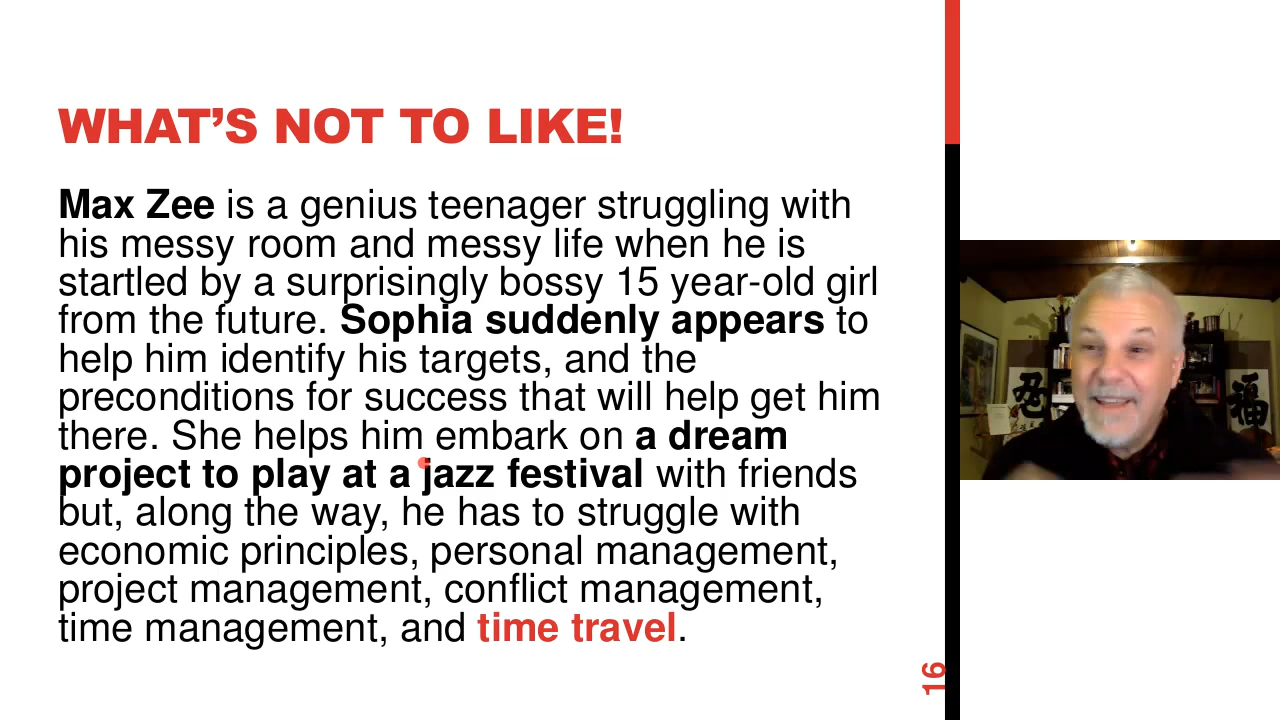 WHAT’S NOT TO LIKE!
Max Zee is a genius teenager struggling with
his messy room and messy life when he is
startled by a surprisingly bossy 15 year-old girl
from the future. Sophia suddenly appears to
help him identify his targets, and the
preconditions for success that will help get him
there. She helps him embark on a dream
project to play at a jazz festival with friends
but, along the way, he has to struggle with
economic principles, personal management,
project management, conflict management,
time management, and time travel.
16
忍
福